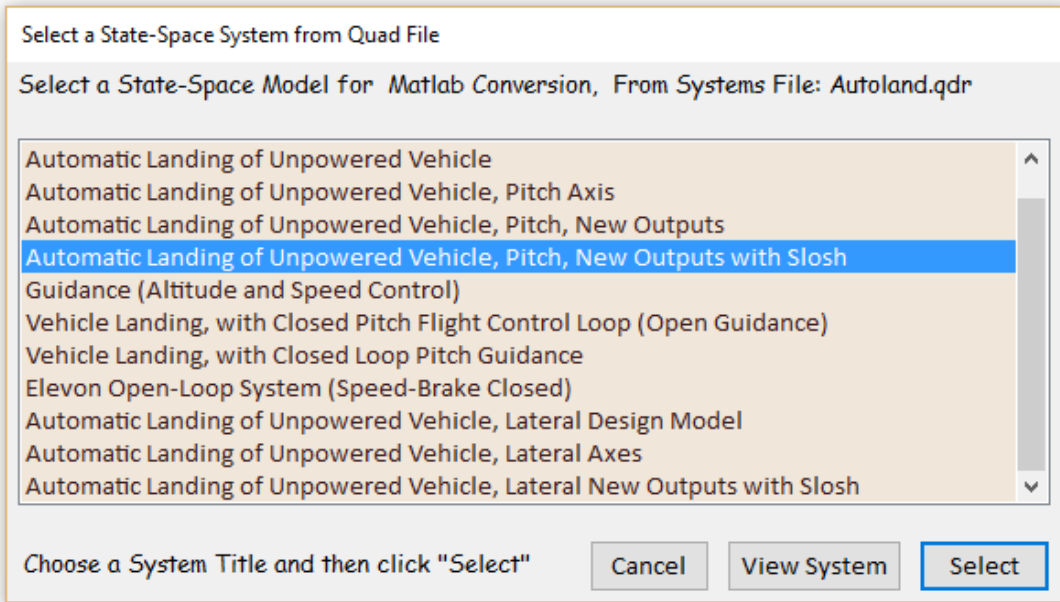 Select a State-Space System from Quad File
Select a State-Space Model for Matlab Conversion, From Systems File: Autoland.qdr
Automatic Landing of Unpowered Vehicle
Automatic Landing of Unpowered Vehicle, Pitch Axis
Automatic Landing of Unpowered Vehicle, Pitch, New Outputs
Automatic Landing of Unpowered Vehicle, Pitch, New Outputs with Slosh
Guidance (Altitude and Speed Control)
Vehicle Landing, with Closed Pitch Flight Control Loop (Open Guidance)
Vehicle Landing, with Closed Loop Pitch Guidance
Elevon Open-Loop System (Speed-Brake Closed)
Automatic Landing of Unpowered Vehicle, Lateral Design Model
Automatic Landing of Unpowered Vehicle, Lateral Axes
Automatic Landing of Unpowered Vehicle, Lateral New Outputs with Slosh
Choose a System Title and then click "Select" Cancel View System Select